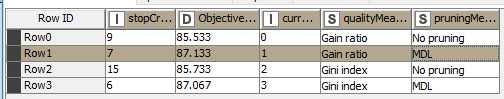 Row ID I stopCr... D Objective... I curr... S qualityMea... S pruningMe...
Row0 9 85.533 0 Gain ratio No pruning
Row1 7 87.133 1 Gain ratio MDL
Row2 15 85.733 2 Gini index No pruning
Row3 6 87.067 3 Gini index MDL